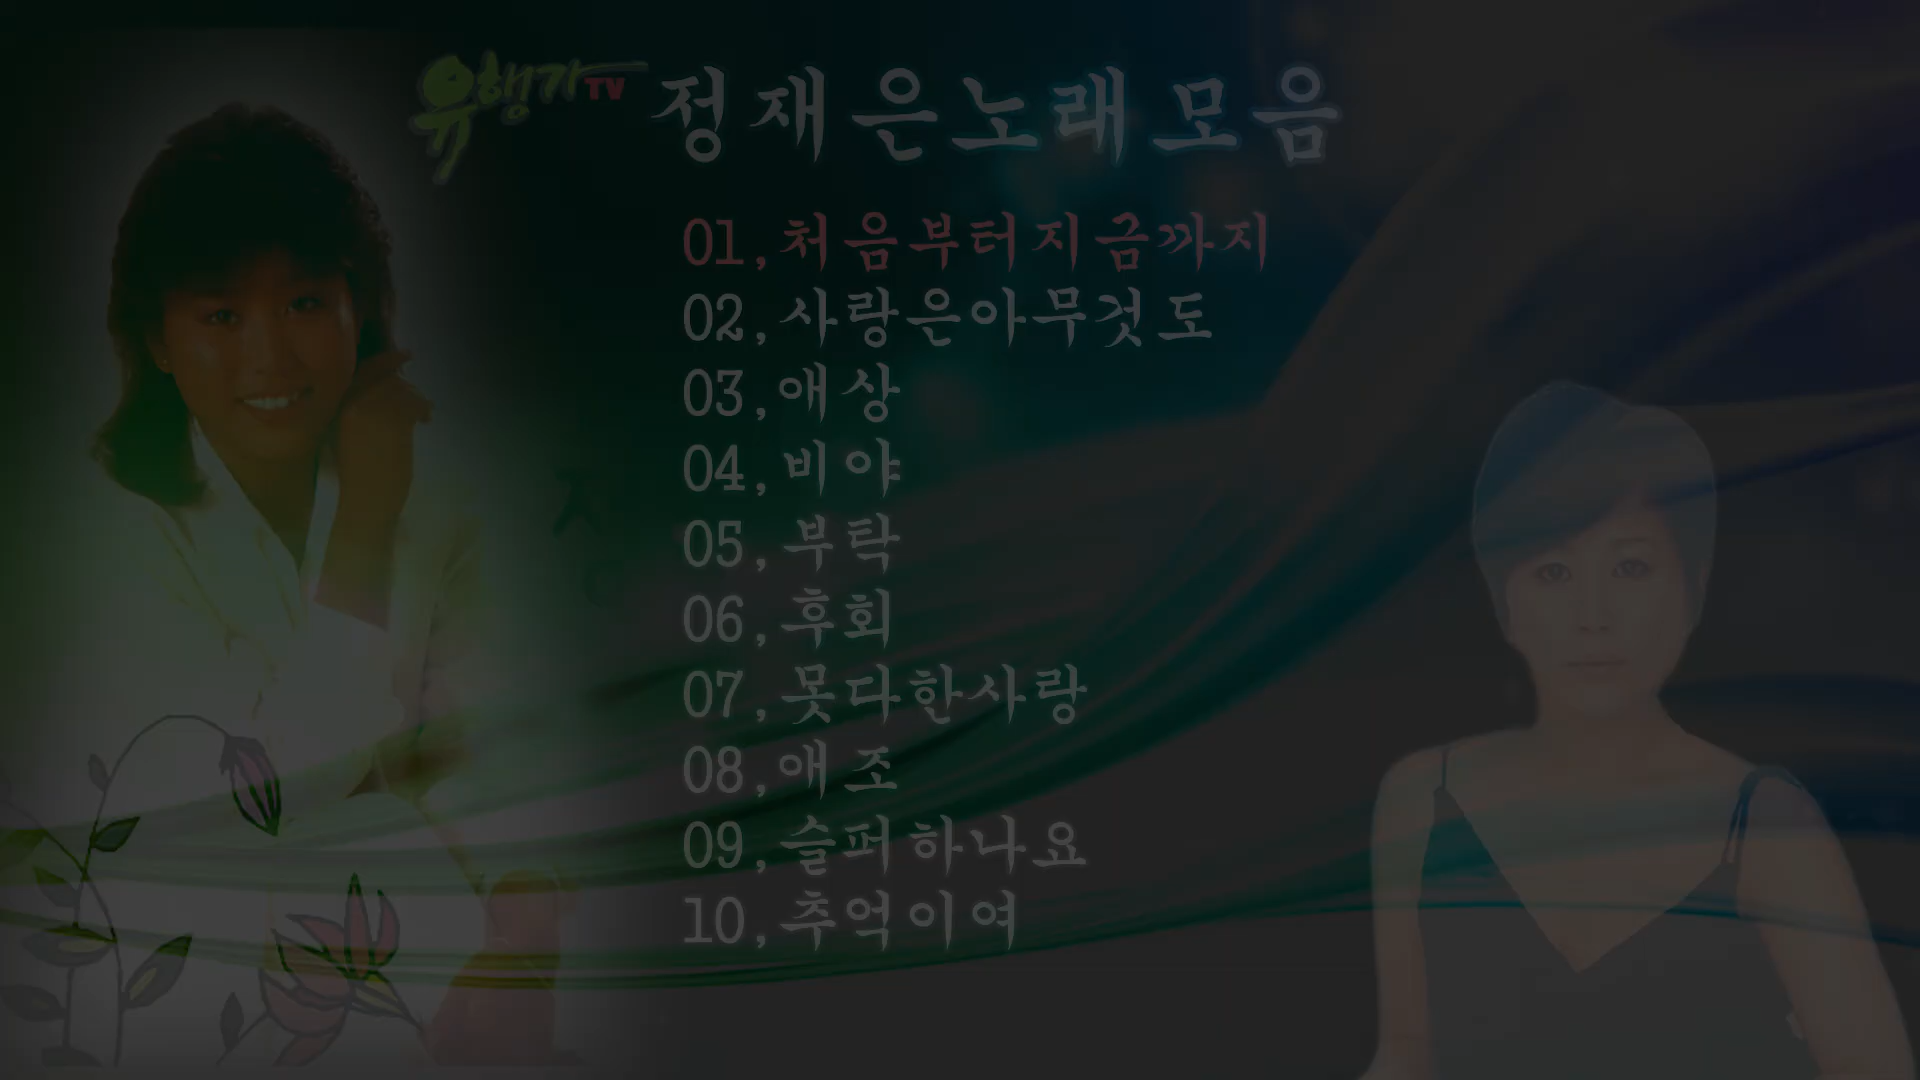 유행가TV 정재은노래모음
01,처음부터지금까지
02,사랑은아무것도
03,애상
04,비야
05,부탁
06,후회
07,못다한사랑
08,애조
09,슬퍼하나요
10,추억이여